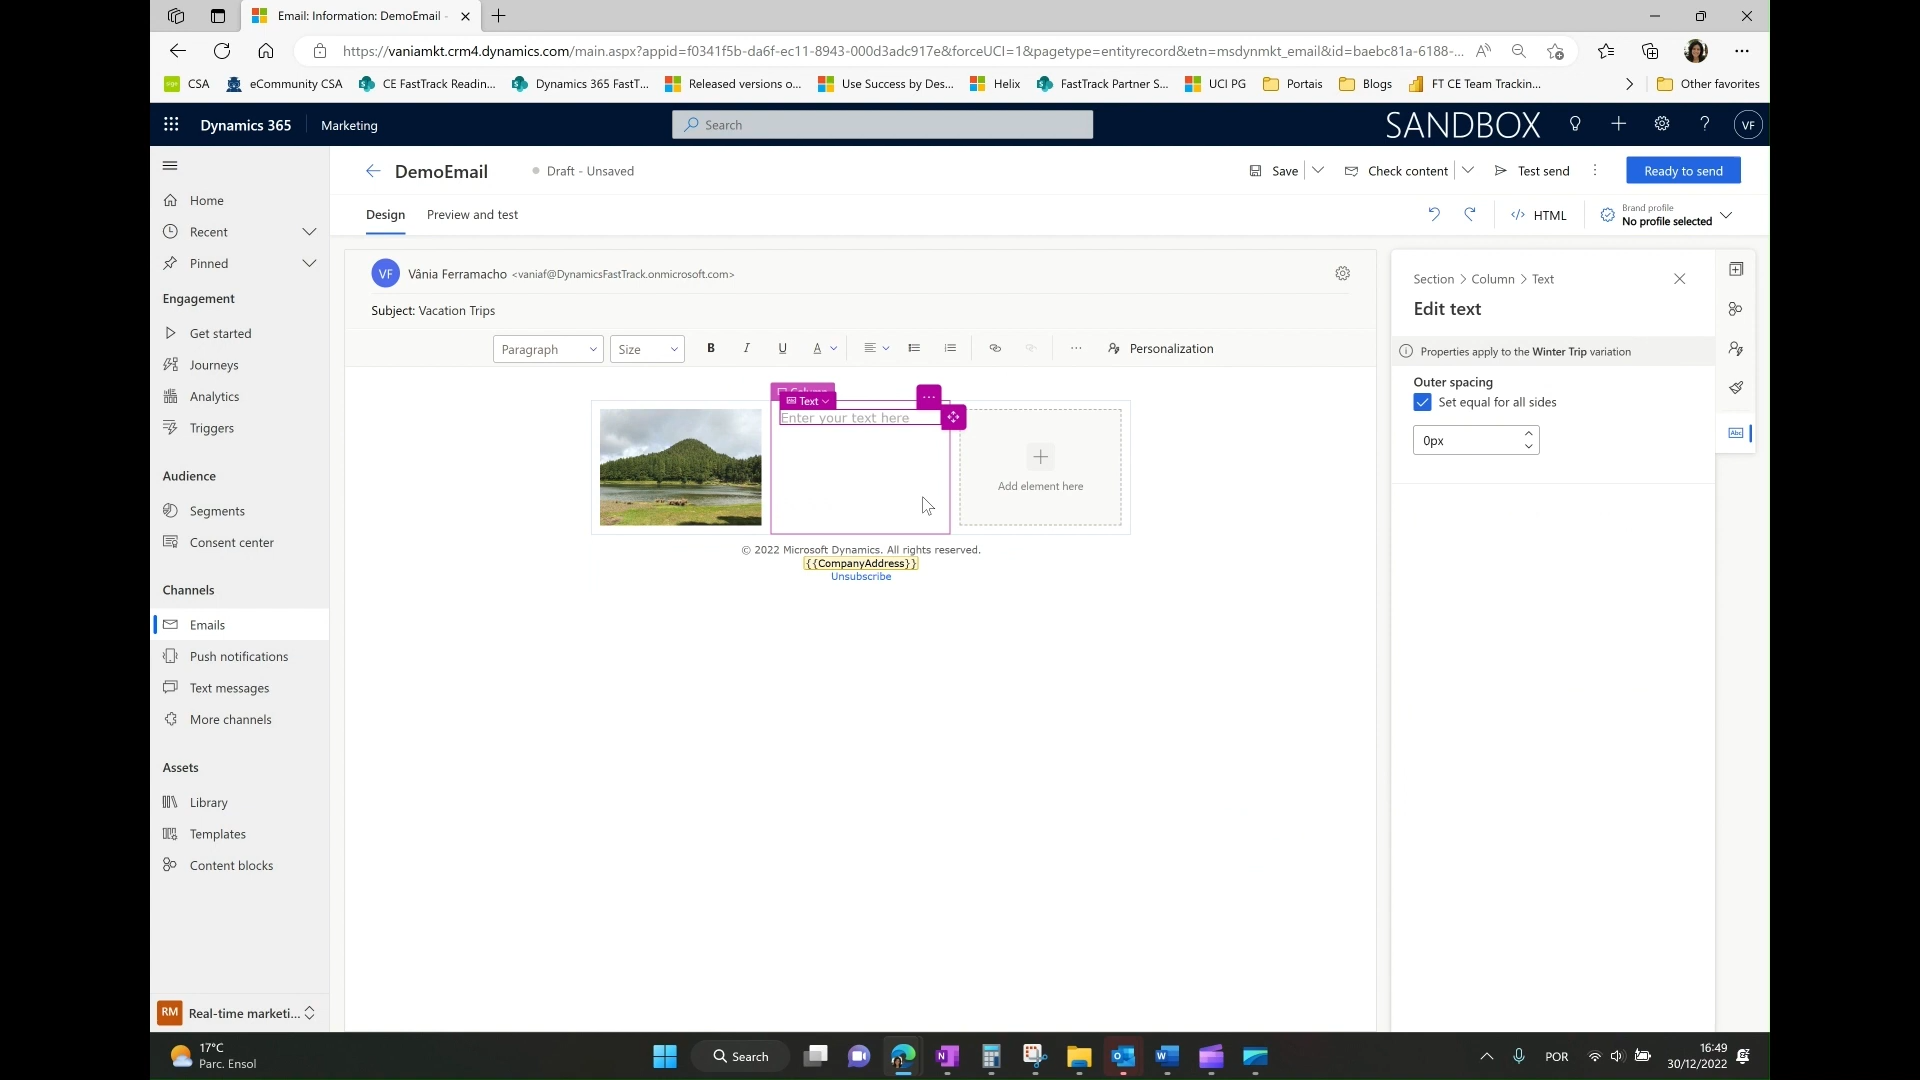 Email: Information: DemoEmail -
https://vaniamkt.crm4.dynamics.com/main.aspx?appid=f0341f5b-da6f-ec11-8943-000d3adc917e&forceUCI=1&pagetype=entityrecord&etn=msdynmkt_email&id=baebc81a-6188-...
CSA
eCommunity CSA
CE FastTrack Readin...
Dynamics 365 FastT...
Released versions o...
Use Success by Des...
Helix
FastTrack Partner S...
UCI PG
Portais
Blogs
FT CE Team Trackin...
Other favorites
Dynamics 365
Marketing
Search
SANDBOX
VF
DemoEmail
Draft - Unsaved
Save
Check content
Test send
Ready to send
Home
Recent
Pinned
Engagement
Get started
Journeys
Analytics
Triggers
Audience
Segments
Consent center
Channels
Emails
Push notifications
Text messages
More channels
Assets
Library
Templates
Content blocks
RM Real-time marketi...
Design
Preview and test
HTML
Brand profile
No profile selected
VF Vânia Ferramacho <vaniaf@DynamicsFastTrack.onmicrosoft.com>
Subject: Vacation Trips
Paragraph
Size
B
I
U
A
Personalization
Column
Text
Enter your text here
Add element here
© 2022 Microsoft Dynamics. All rights reserved.
{{CompanyAddress}}
Unsubscribe
Section > Column > Text
Edit text
Properties apply to the Winter Trip variation
Outer spacing
Set equal for all sides
0px
Abc
17°C
Parc. Ensol
Search
POR
16:49
30/12/2022